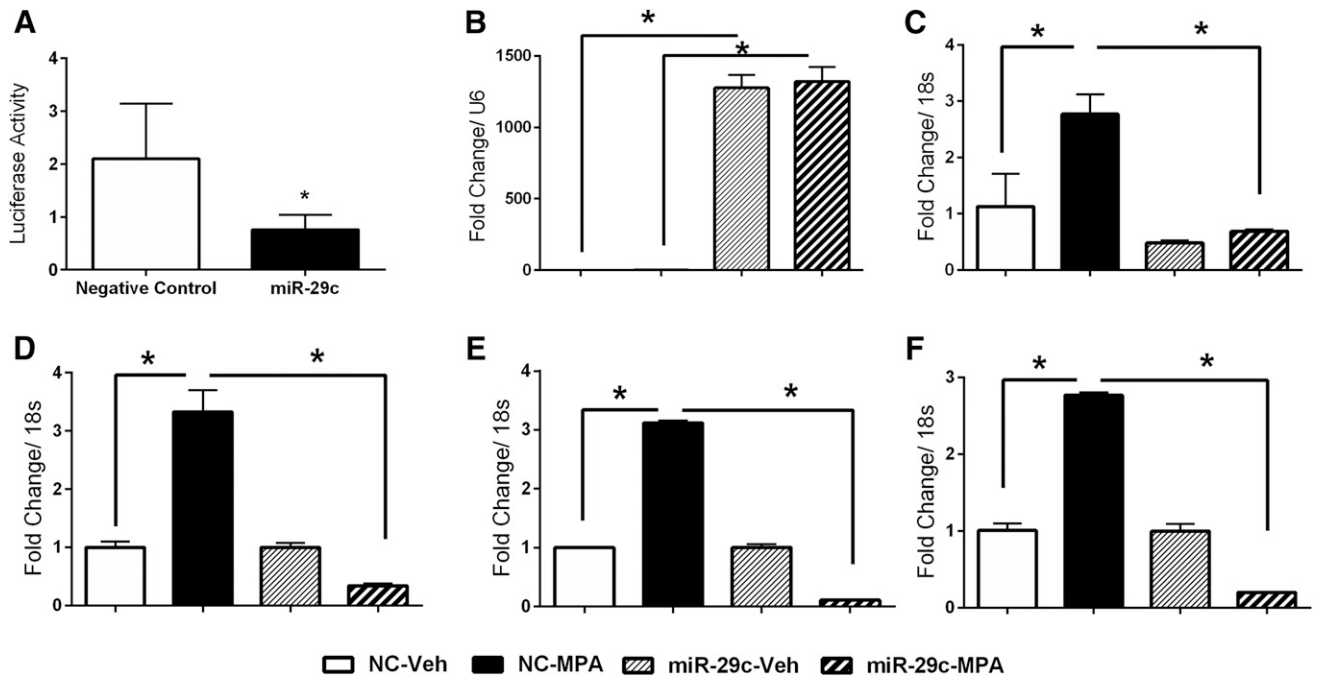 A
Luciferase Activity
4
3
2
1
0
Negative Control
miR-29c
*
B
Fold Change/ U6
1500
1000
500
0
*
*
C
Fold Change/ 18s
4
3
2
1
0
*
*
D
Fold Change/ 18s
4
3
2
1
0
*
*
E
Fold Change/ 18s
4
3
2
1
0
*
*
F
Fold Change/ 18s
3
2
1
0
*
*
NC-Veh NC-MPA miR-29c-Veh miR-29c-MPA